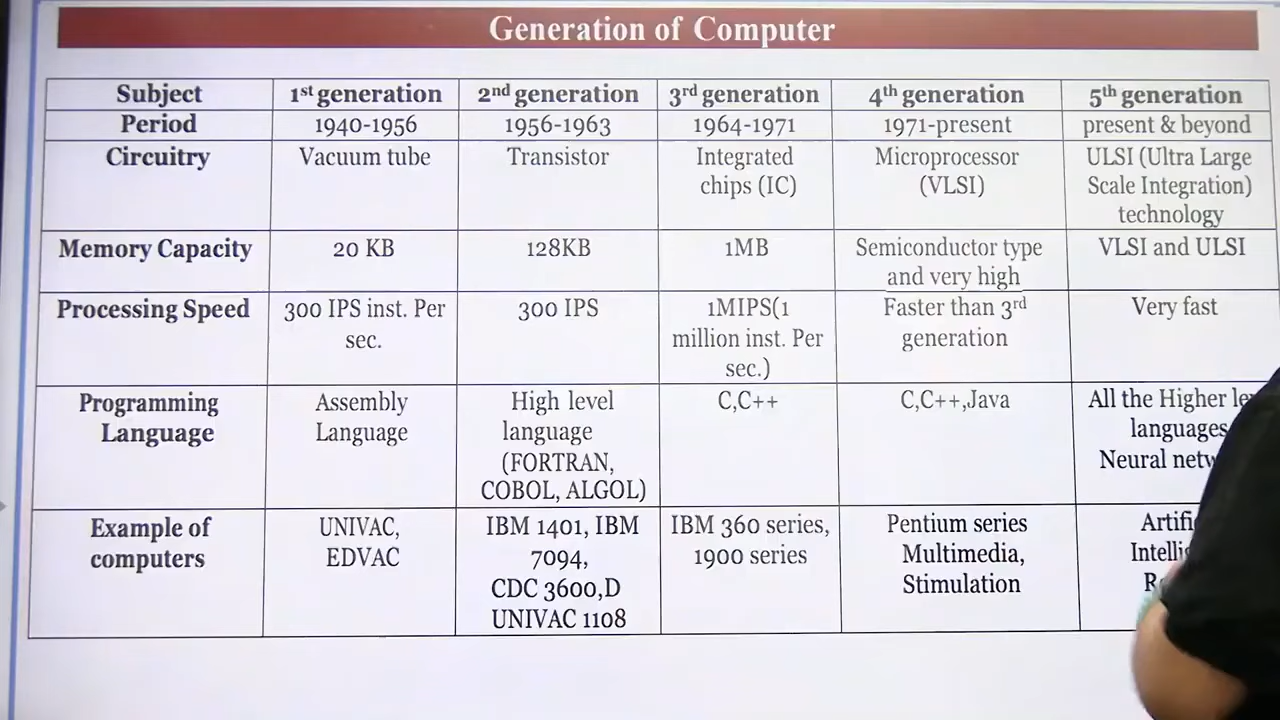 Generation of Computer
Subject 1st generation 2nd generation 3rd generation 4th generation 5th generation
Period 1940-1956 1956-1963 1964-1971 1971-present present & beyond
Circuitry Vacuum tube Transistor Integrated Microprocessor ULSI (Ultra Large
chips (IC) (VLSI) Scale Integration)
technology
Memory Capacity 20 KB 128KB 1MB Semiconductor type VLSI and ULSI
and very high
Processing Speed 300 IPS inst. Per 300 IPS 1MIPS(1 Faster than 3rd Very fast
sec. million inst. Per generation
sec.)
Programming Assembly High level C,C++ C,C++,Java All the Higher
Language Language language languages
(FORTRAN, Neural
COBOL, ALGOL)
Example of UNIVAC, IBM 1401, IBM IBM 360 series, Pentium series
computers EDVAC 7094, 1900 series Multimedia,
CDC 3600,D Stimulation
UNIVAC 1108